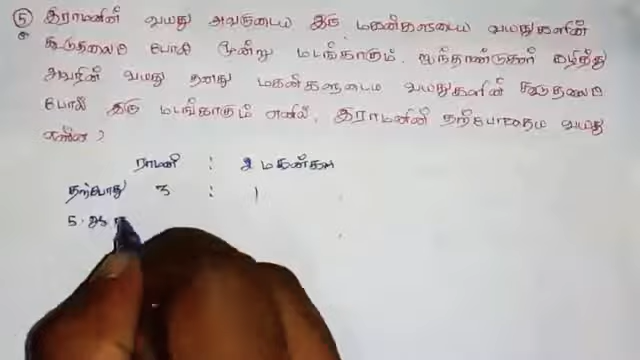 ⑤ இராமனின் வயது அவருடைய இரு மகன்களுடைய வயதுகளின்
கூடுதலைப் போல் மூன்று மடங்காகும். ஐந்தாண்டுகள் கழித்து
அவரின் வயது தனது மகன்களுடைய வயதுகளின் கூடுதலைப்
போல் இரு மடங்காகும் எனில், இராமனின் தற்போதைய வயது
என்ன?
ராமன் : 2 மகன்கள்
தற்போது 3 : 1
5. ஆ